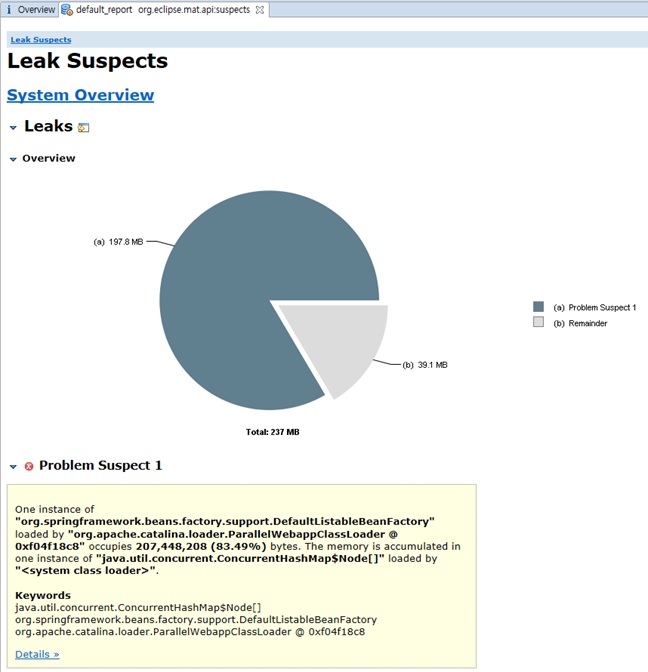 Overview default_report org.eclipse.mat.api:suspects
Leak Suspects
Leak Suspects
System Overview
Leaks
Overview
(a) 197.8 MB
(a) Problem Suspect 1
(b) Remainder
(b) 39.1 MB
Total: 237 MB
Problem Suspect 1
One instance of
"org.springframework.beans.factory.support.DefaultListableBeanFactory"
loaded by "org.apache.catalina.loader.ParallelWebappClassLoader @
0xf04f18c8" occupies 207,448,208 (83.49%) bytes. The memory is accumulated in
one instance of "java.util.concurrent.ConcurrentHashMap$Node[]" loaded by
"<system class loader>".
Keywords
java.util.concurrent.ConcurrentHashMap$Node[]
org.springframework.beans.factory.support.DefaultListableBeanFactory
org.apache.catalina.loader.ParallelWebappClassLoader @ 0xf04f18c8
Details »